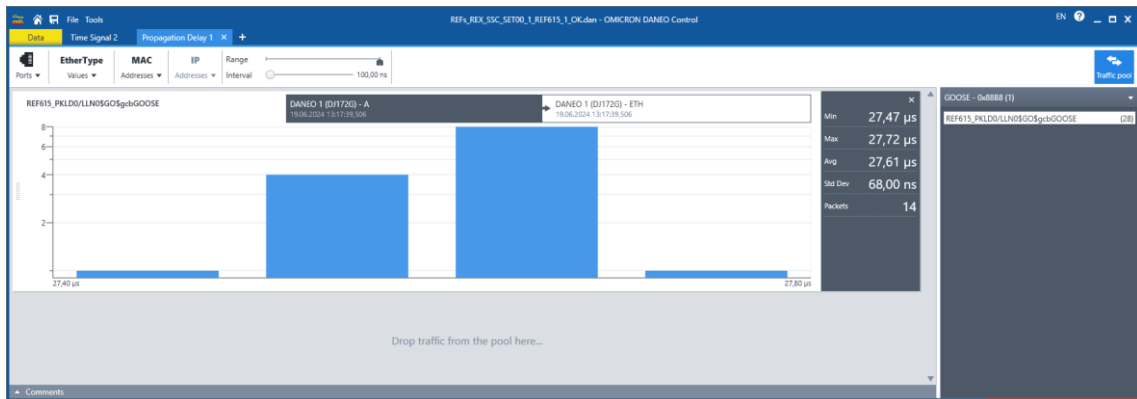 File Tools
REFs_REX_SSC_SET00_1_REF615_1_OK.dan - OMICRON DANEO Control
EN
Data Time Signal 2 Propagation Delay 1 × +
Ports EtherType Values MAC Addresses IP Addresses Range Interval 100,00 ns
Traffic pool
REF615_PKLD0/LLN0$GO$gcbGOOSE
DANEO 1 (DJ172G) - A
19.06.2024 13:17:39,506
DANEO 1 (DJ172G) - ETH
19.06.2024 13:17:39,506
8
6
4
2
27,40 µs
27,80 µs
Min 27,47 µs
Max 27,72 µs
Avg 27,61 µs
Std Dev 68,00 ns
Packets 14
GOOSE - 0x88B8 (1)
REF615_PKLD0/LLN0$GO$gcbGOOSE (28)
Drop traffic from the pool here...
Comments